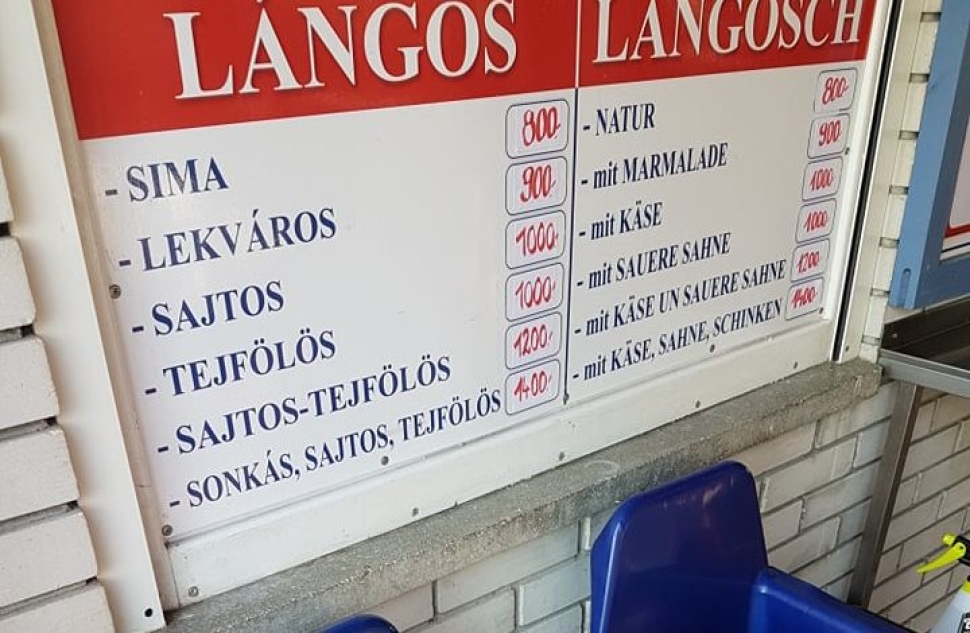 LÁNGOS
- SIMA 800.-
- LEKVÁROS 900.-
- SAJTOS 1000.-
- TEJFÖLÖS 1000.-
- SAJTOS-TEJFÖLÖS 1200.-
- SONKÁS, SAJTOS, TEJFÖLÖS 1400.-
LANGOSCH
- NATUR 800.-
- mit MARMALADE 900.-
- mit KÄSE 1000.-
- mit SAUERE SAHNE 1000.-
- mit KÄSE UN SAUERE SAHNE 1200.-
- mit KÄSE, SAHNE, SCHINKEN 1400.-